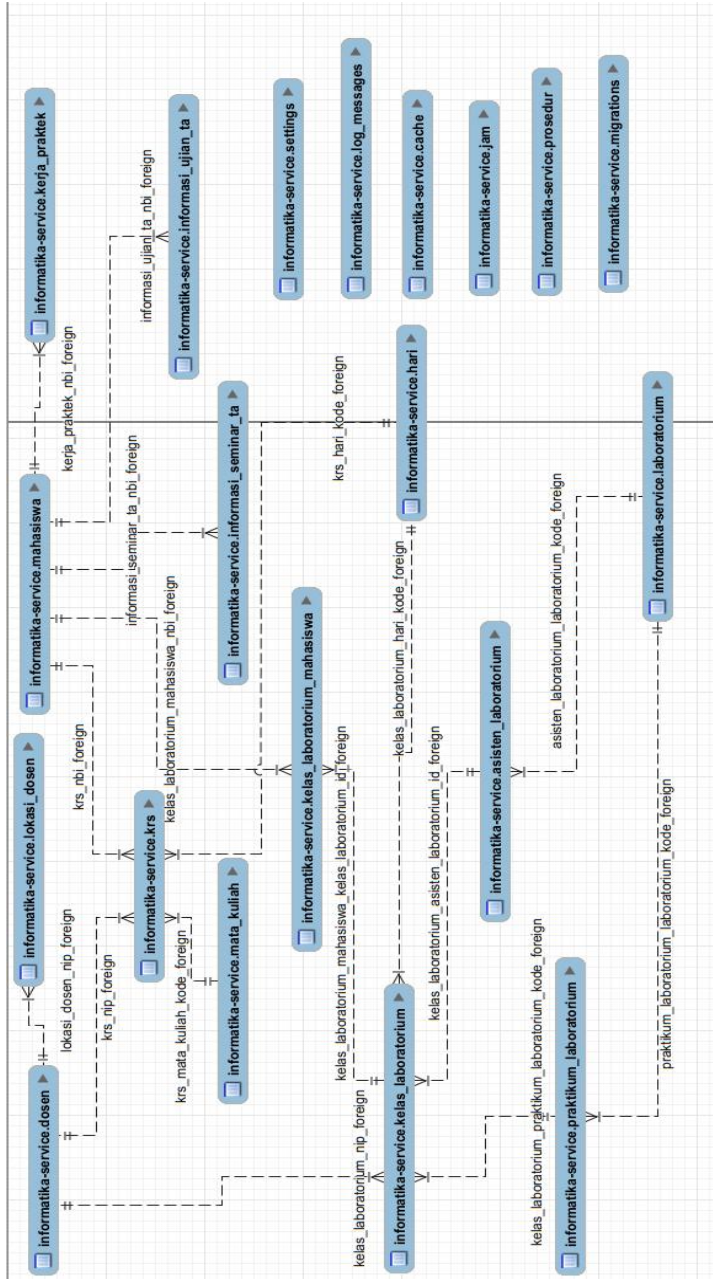 informatika-service.dosen
informatika-service.lokasi_dosen
informatika-service.mahasiswa
informatika-service.kerja_praktek
lokasi_dosen_nip_foreign
krs_nip_foreign
krs_nbi_foreign
kerja_praktek_nbi_foreign
informatika-service.krs
informasi_seminar_ta_nbi_foreign
informasi_ujian_ta_nbi_foreign
informatika-service.informasi_ujian_ta
krs_mata_kuliah_kode_foreign
kelas_laboratorium_mahasiswa_nbi_foreign
informatika-service.mata_kuliah
informatika-service.informasi_seminar_ta
informatika-service.settings
informatika-service.kelas_laboratorium_mahasiswa
krs_hari_kode_foreign
informatika-service.log_messages
kelas_laboratorium_nip_foreign
kelas_laboratorium_mahasiswa_kelas_laboratorium_id_foreign
kelas_laboratorium_hari_kode_foreign
informatika-service.kelas_laboratorium
informatika-service.hari
informatika-service.cache
kelas_laboratorium_asisten_laboratorium_id_foreign
informatika-service.asisten_laboratorium
informatika-service.jam
kelas_laboratorium_praktikum_laboratorium_kode_foreign
asisten_laboratorium_laboratorium_kode_foreign
informatika-service.praktikum_laboratorium
informatika-service.prosedur
praktikum_laboratorium_laboratorium_kode_foreign
informatika-service.laboratorium
informatika-service.migrations